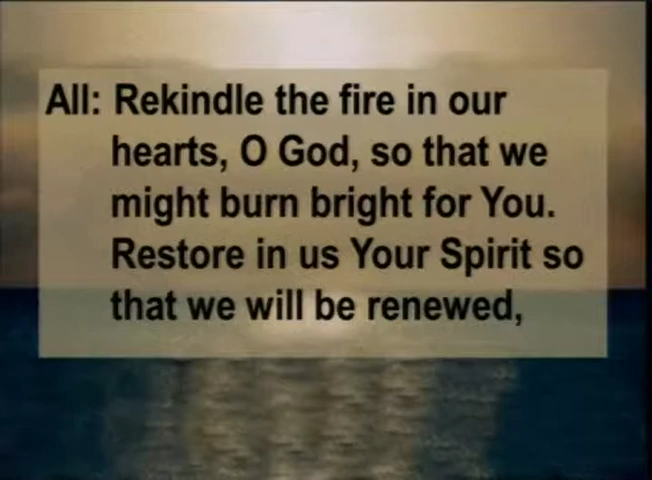 All: Rekindle the fire in our
hearts, O God, so that we
might burn bright for You.
Restore in us Your Spirit so
that we will be renewed,